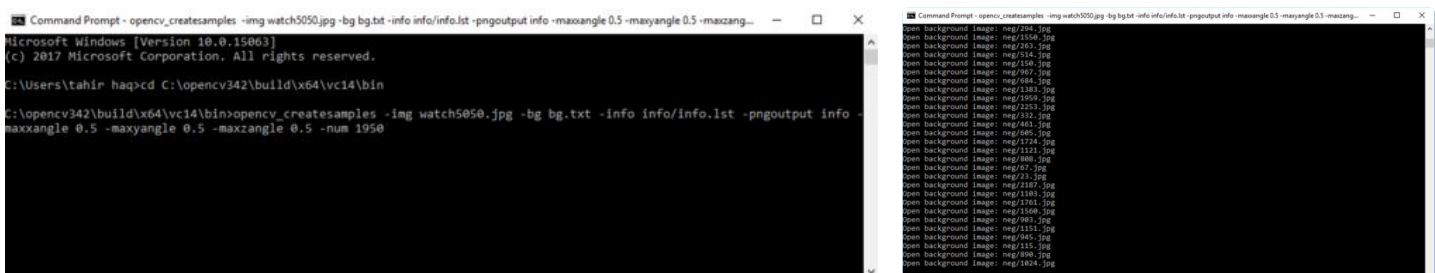 Command Prompt - opencv_createsamples -img watch5050.jpg -bg bg.txt -info info/info.lst -pngoutput info -maxxangle 0.5 -maxyangle 0.5 -maxzang...
Microsoft Windows [Version 10.0.15063]
(c) 2017 Microsoft Corporation. All rights reserved.
C:\Users\tahir haq>cd C:\opencv342\build\x64\vc14\bin
C:\opencv342\build\x64\vc14\bin>opencv_createsamples -img watch5050.jpg -bg bg.txt -info info/info.lst -pngoutput info -
maxxangle 0.5 -maxyangle 0.5 -maxzangle 0.5 -num 1950
Command Prompt - opencv_createsamples -img watch5050.jpg -bg bg.txt -info info/info.lst -pngoutput info -maxxangle 0.5 -maxyangle 0.5 -maxzang...
Open background image: neg/294.jpg
Open background image: neg/1550.jpg
Open background image: neg/263.jpg
Open background image: neg/514.jpg
Open background image: neg/150.jpg
Open background image: neg/967.jpg
Open background image: neg/684.jpg
Open background image: neg/1383.jpg
Open background image: neg/1959.jpg
Open background image: neg/2253.jpg
Open background image: neg/332.jpg
Open background image: neg/461.jpg
Open background image: neg/605.jpg
Open background image: neg/1724.jpg
Open background image: neg/1121.jpg
Open background image: neg/808.jpg
Open background image: neg/67.jpg
Open background image: neg/23.jpg
Open background image: neg/2187.jpg
Open background image: neg/1103.jpg
Open background image: neg/1761.jpg
Open background image: neg/1560.jpg
Open background image: neg/903.jpg
Open background image: neg/1151.jpg
Open background image: neg/945.jpg
Open background image: neg/115.jpg
Open background image: neg/890.jpg
Open background image: neg/1024.jpg